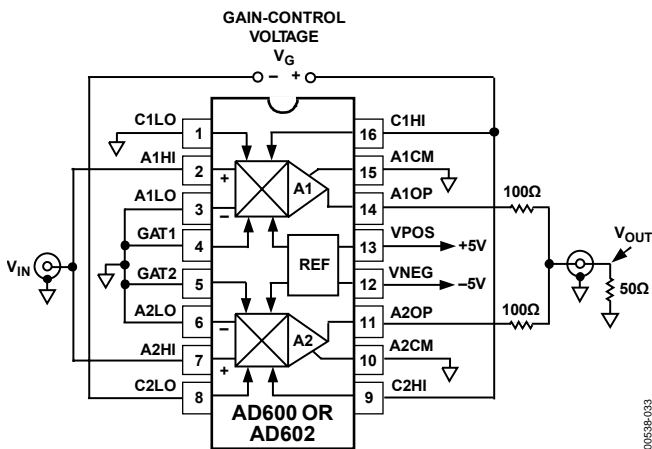 GAIN-CONTROL
VOLTAGE
VG
– +
C1LO 1 16 C1HI
A1HI 2 + A1 15 A1CM
A1LO 3 – 14 A1OP 100Ω
GAT1 4 REF 13 VPOS +5V
VIN VOUT
GAT2 5 12 VNEG –5V 50Ω
A2LO 6 – A2 11 A2OP 100Ω
A2HI 7 + 10 A2CM
C2LO 8 9 C2HI
AD600 OR
AD602
00538-033